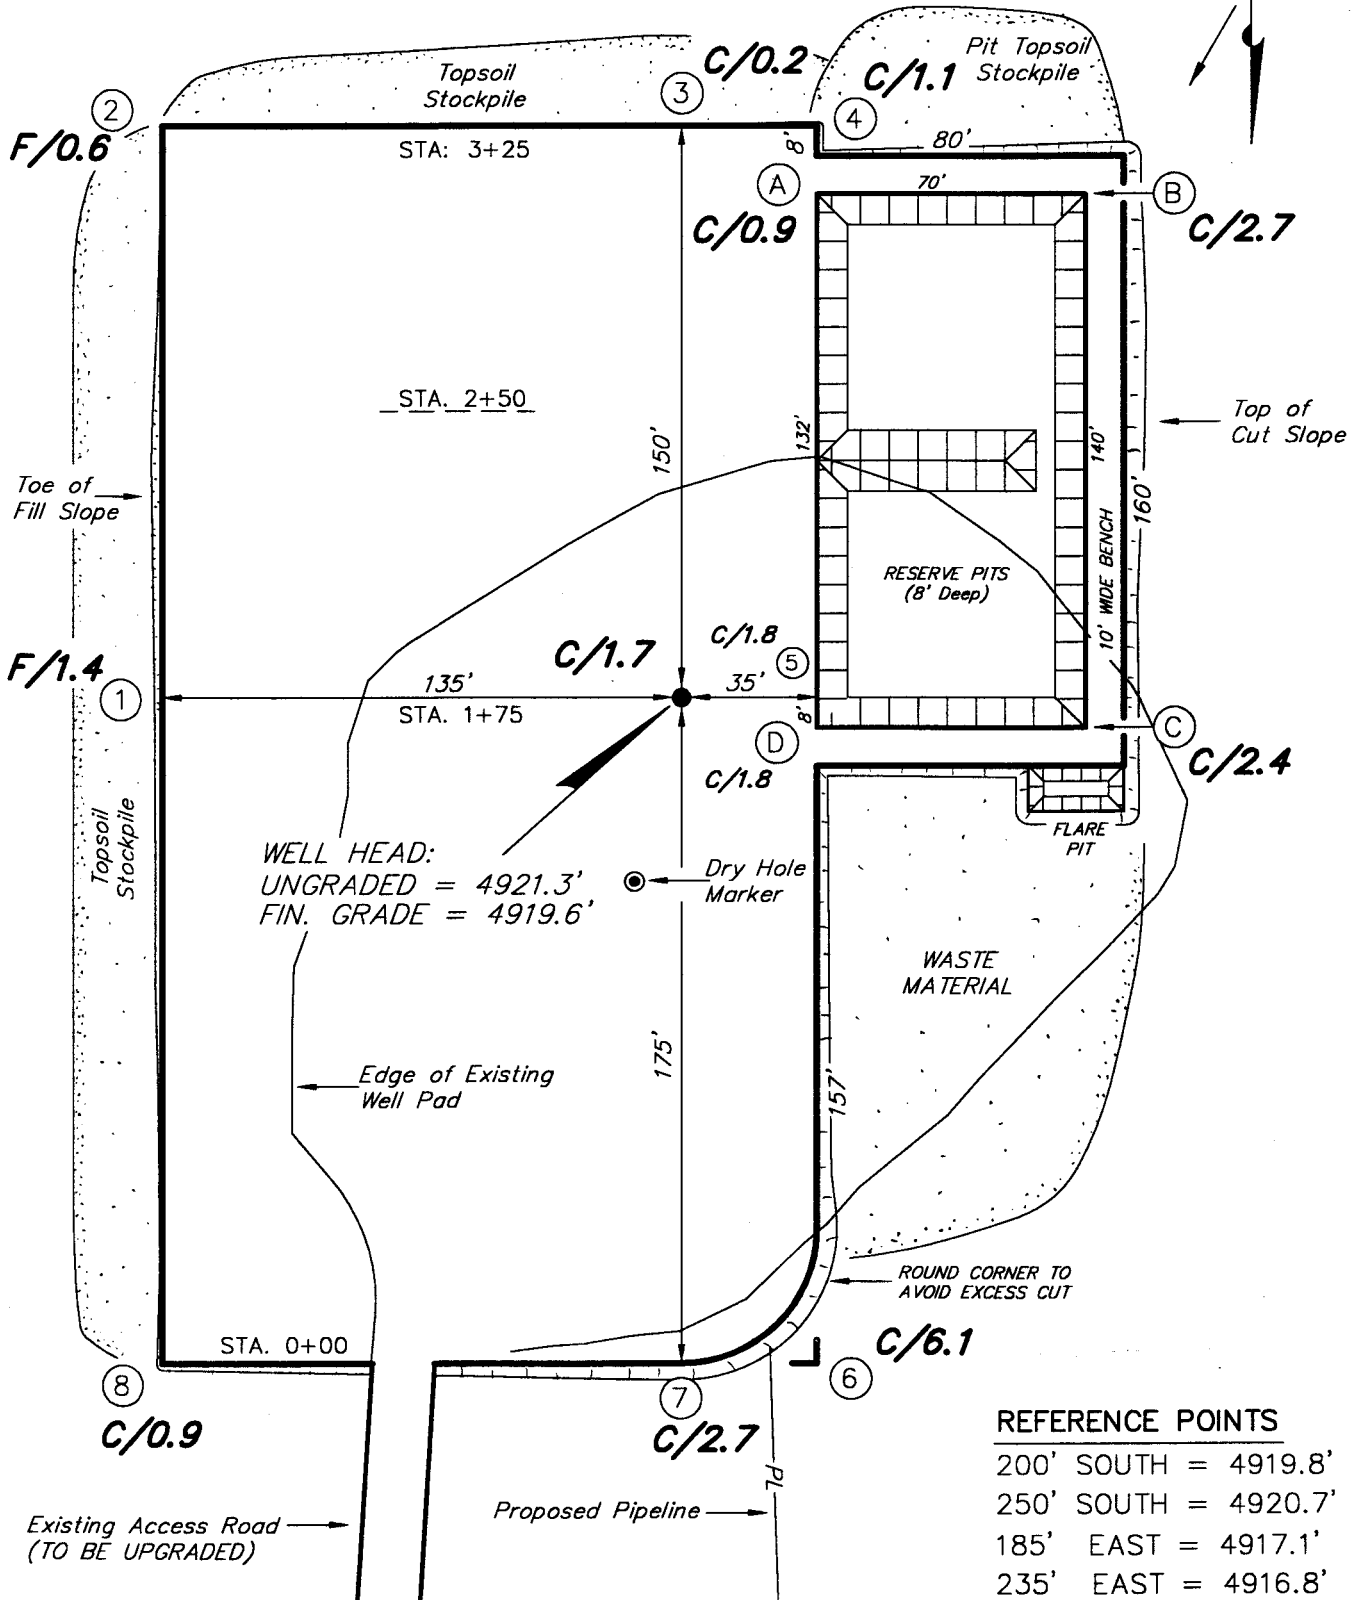 C/0.2
Pit Topsoil
Stockpile
Topsoil
Stockpile
C/1.1
3
2
4
F/0.6
STA: 3+25
8'
80'
A
70'
B
C/0.9
C/2.7
STA. 2+50
150'
132'
140'
160'
Top of
Cut Slope
Toe of
Fill Slope
10' WIDE BENCH
RESERVE PITS
(8' Deep)
C/1.8
5
C/1.7
F/1.4
1
135'
35'
STA. 1+75
8'
D
C
C/2.4
C/1.8
Topsoil
Stockpile
FLARE
PIT
WELL HEAD:
UNGRADED = 4921.3'
FIN. GRADE = 4919.6'
Dry Hole
Marker
WASTE
MATERIAL
175'
157'
Edge of Existing
Well Pad
ROUND CORNER TO
AVOID EXCESS CUT
STA. 0+00
C/6.1
8
7
6
C/0.9
C/2.7
PL
Existing Access Road
(TO BE UPGRADED)
Proposed Pipeline
REFERENCE POINTS
200' SOUTH = 4919.8'
250' SOUTH = 4920.7'
185' EAST = 4917.1'
235' EAST = 4916.8'